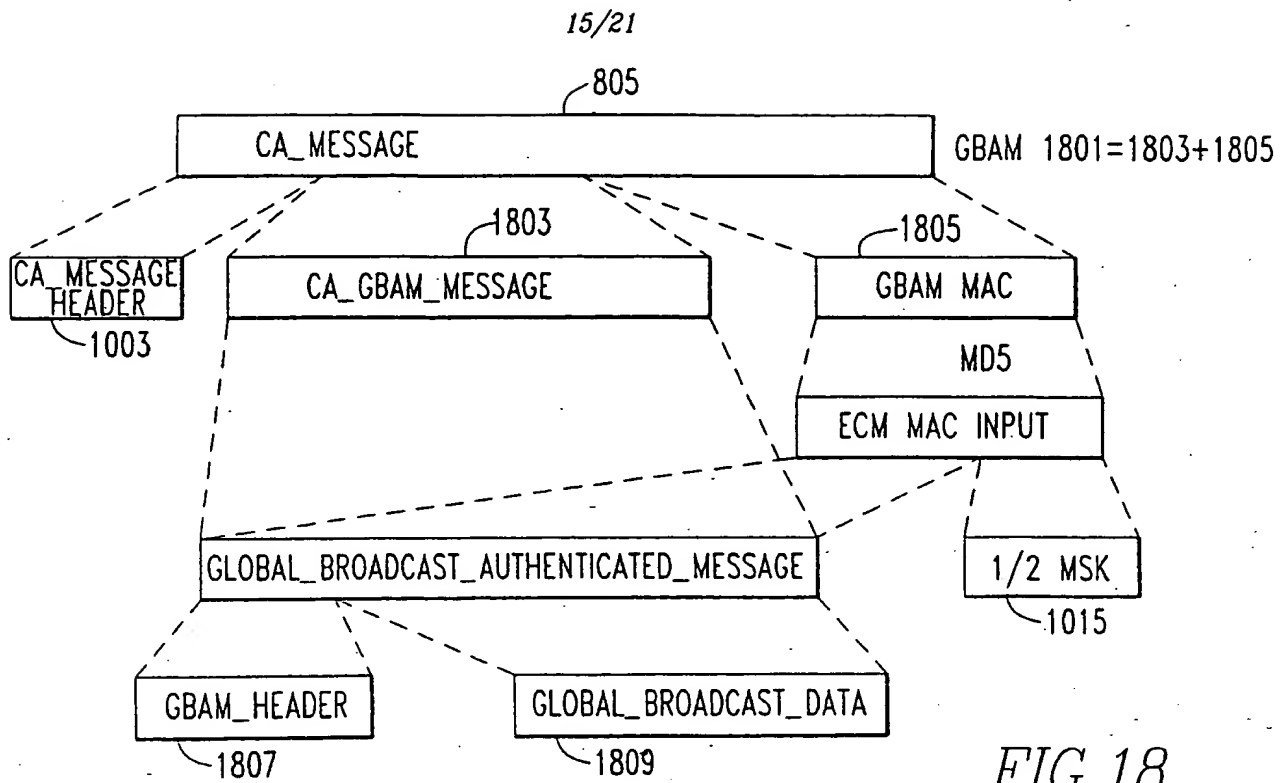 15/21
805
CA_MESSAGE
GBAM 1801=1803+1805
1803
1805
CA_MESSAGE
HEADER
CA_GBAM_MESSAGE
GBAM MAC
1003
MD5
ECM MAC INPUT
GLOBAL_BROADCAST_AUTHENTICATED_MESSAGE
1/2 MSK
1015
GBAM_HEADER
GLOBAL_BROADCAST_DATA
1807
1809
FIG.18